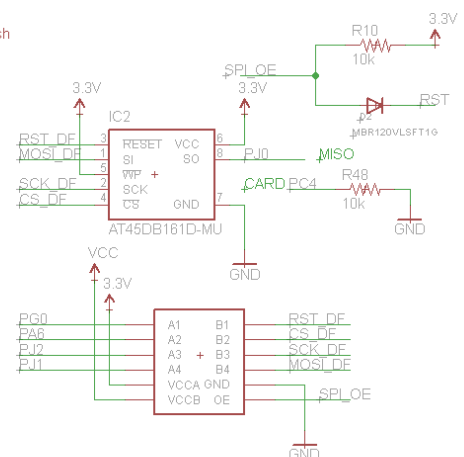 sh
R10
3.3V
10k
SPI_OE
RST
D2
MBR120VLSFT1G
3.3V
3.3V
IC2
RST_DF 3 RESET VCC 6
MOSI_DF 1 SI SO 8 PJ0 MISO
5 WP
SCK_DF 2 SCK
CS_DF 4 CS GND 7
AT45DB161D-MU
CARD PC4 R48
10k
GND
GND
VCC
3.3V
PG0 A1 B1 RST_DF
PA6 A2 B2 CS_DF
PJ2 A3 B3 SCK_DF
PJ1 A4 B4 MOSI_DF
VCCA GND
VCCB OE SPI_OE
GND